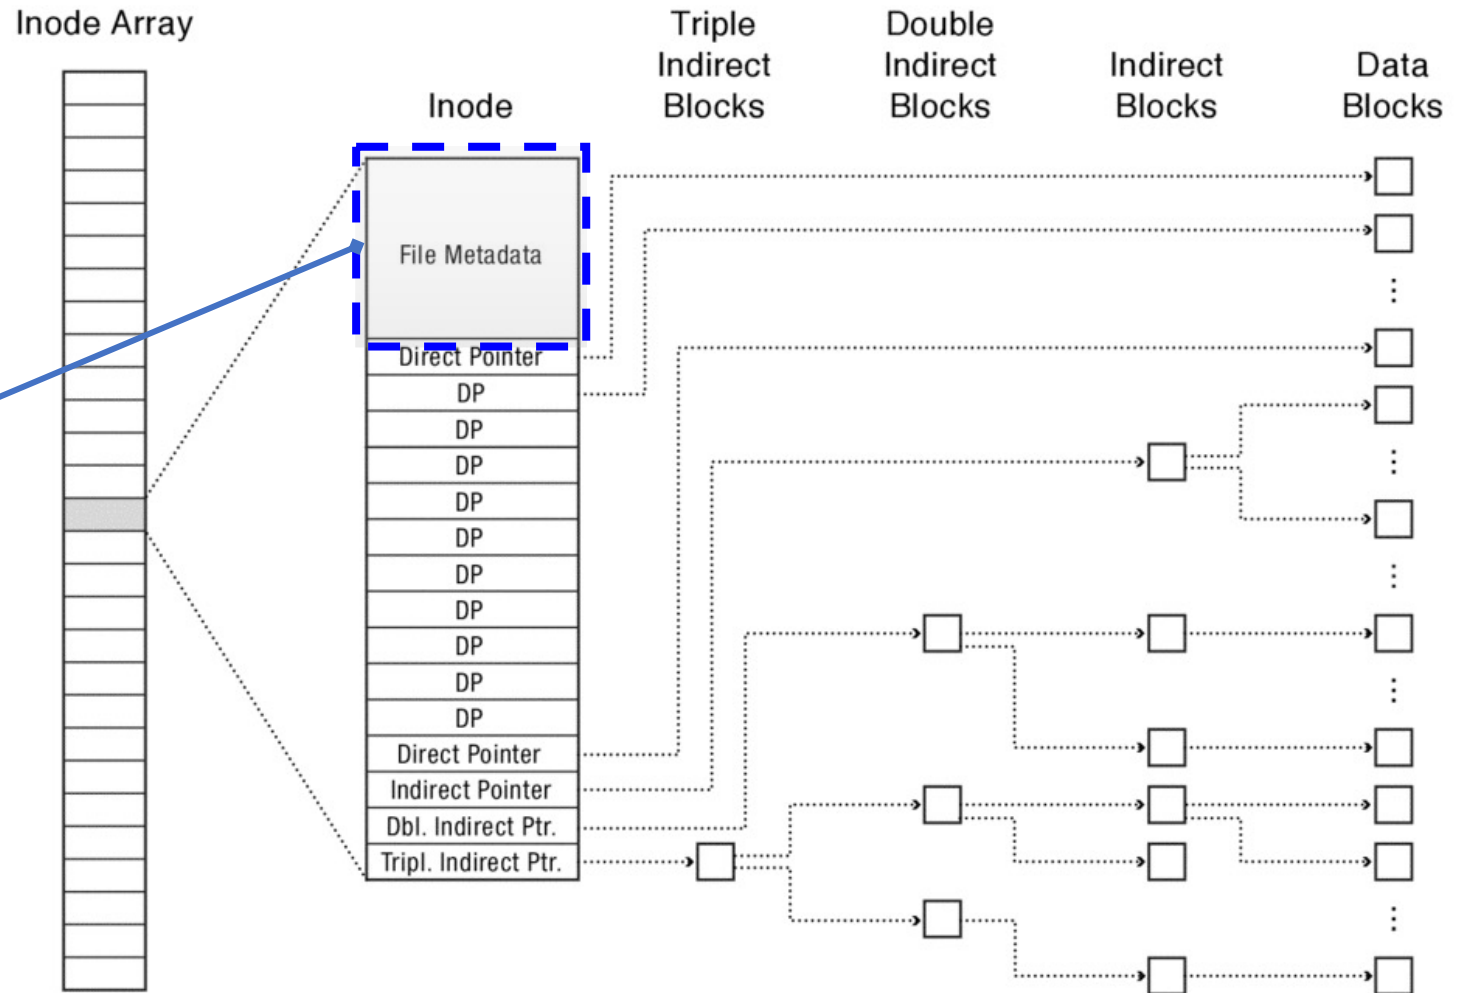 Inode Array
Inode
Triple
Indirect
Blocks
Double
Indirect
Blocks
Indirect
Blocks
Data
Blocks
File Metadata
Direct Pointer
DP
DP
DP
DP
DP
DP
DP
DP
DP
DP
Direct Pointer
Indirect Pointer
Dbl. Indirect Ptr.
Tripl. Indirect Ptr.